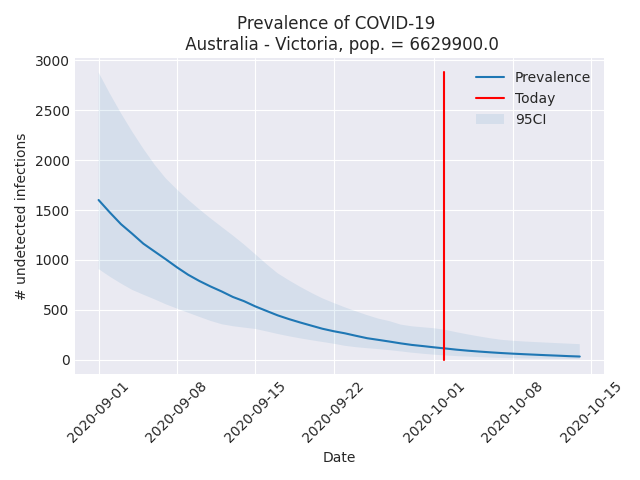 Prevalence of COVID-19
Australia - Victoria, pop. = 6629900.0
3000
2500
2000
1500
1000
500
0
# undetected infections
Prevalence
Today
95CI
2020-09-01
2020-09-08
2020-09-15
2020-09-22
2020-10-01
2020-10-08
2020-10-15
Date